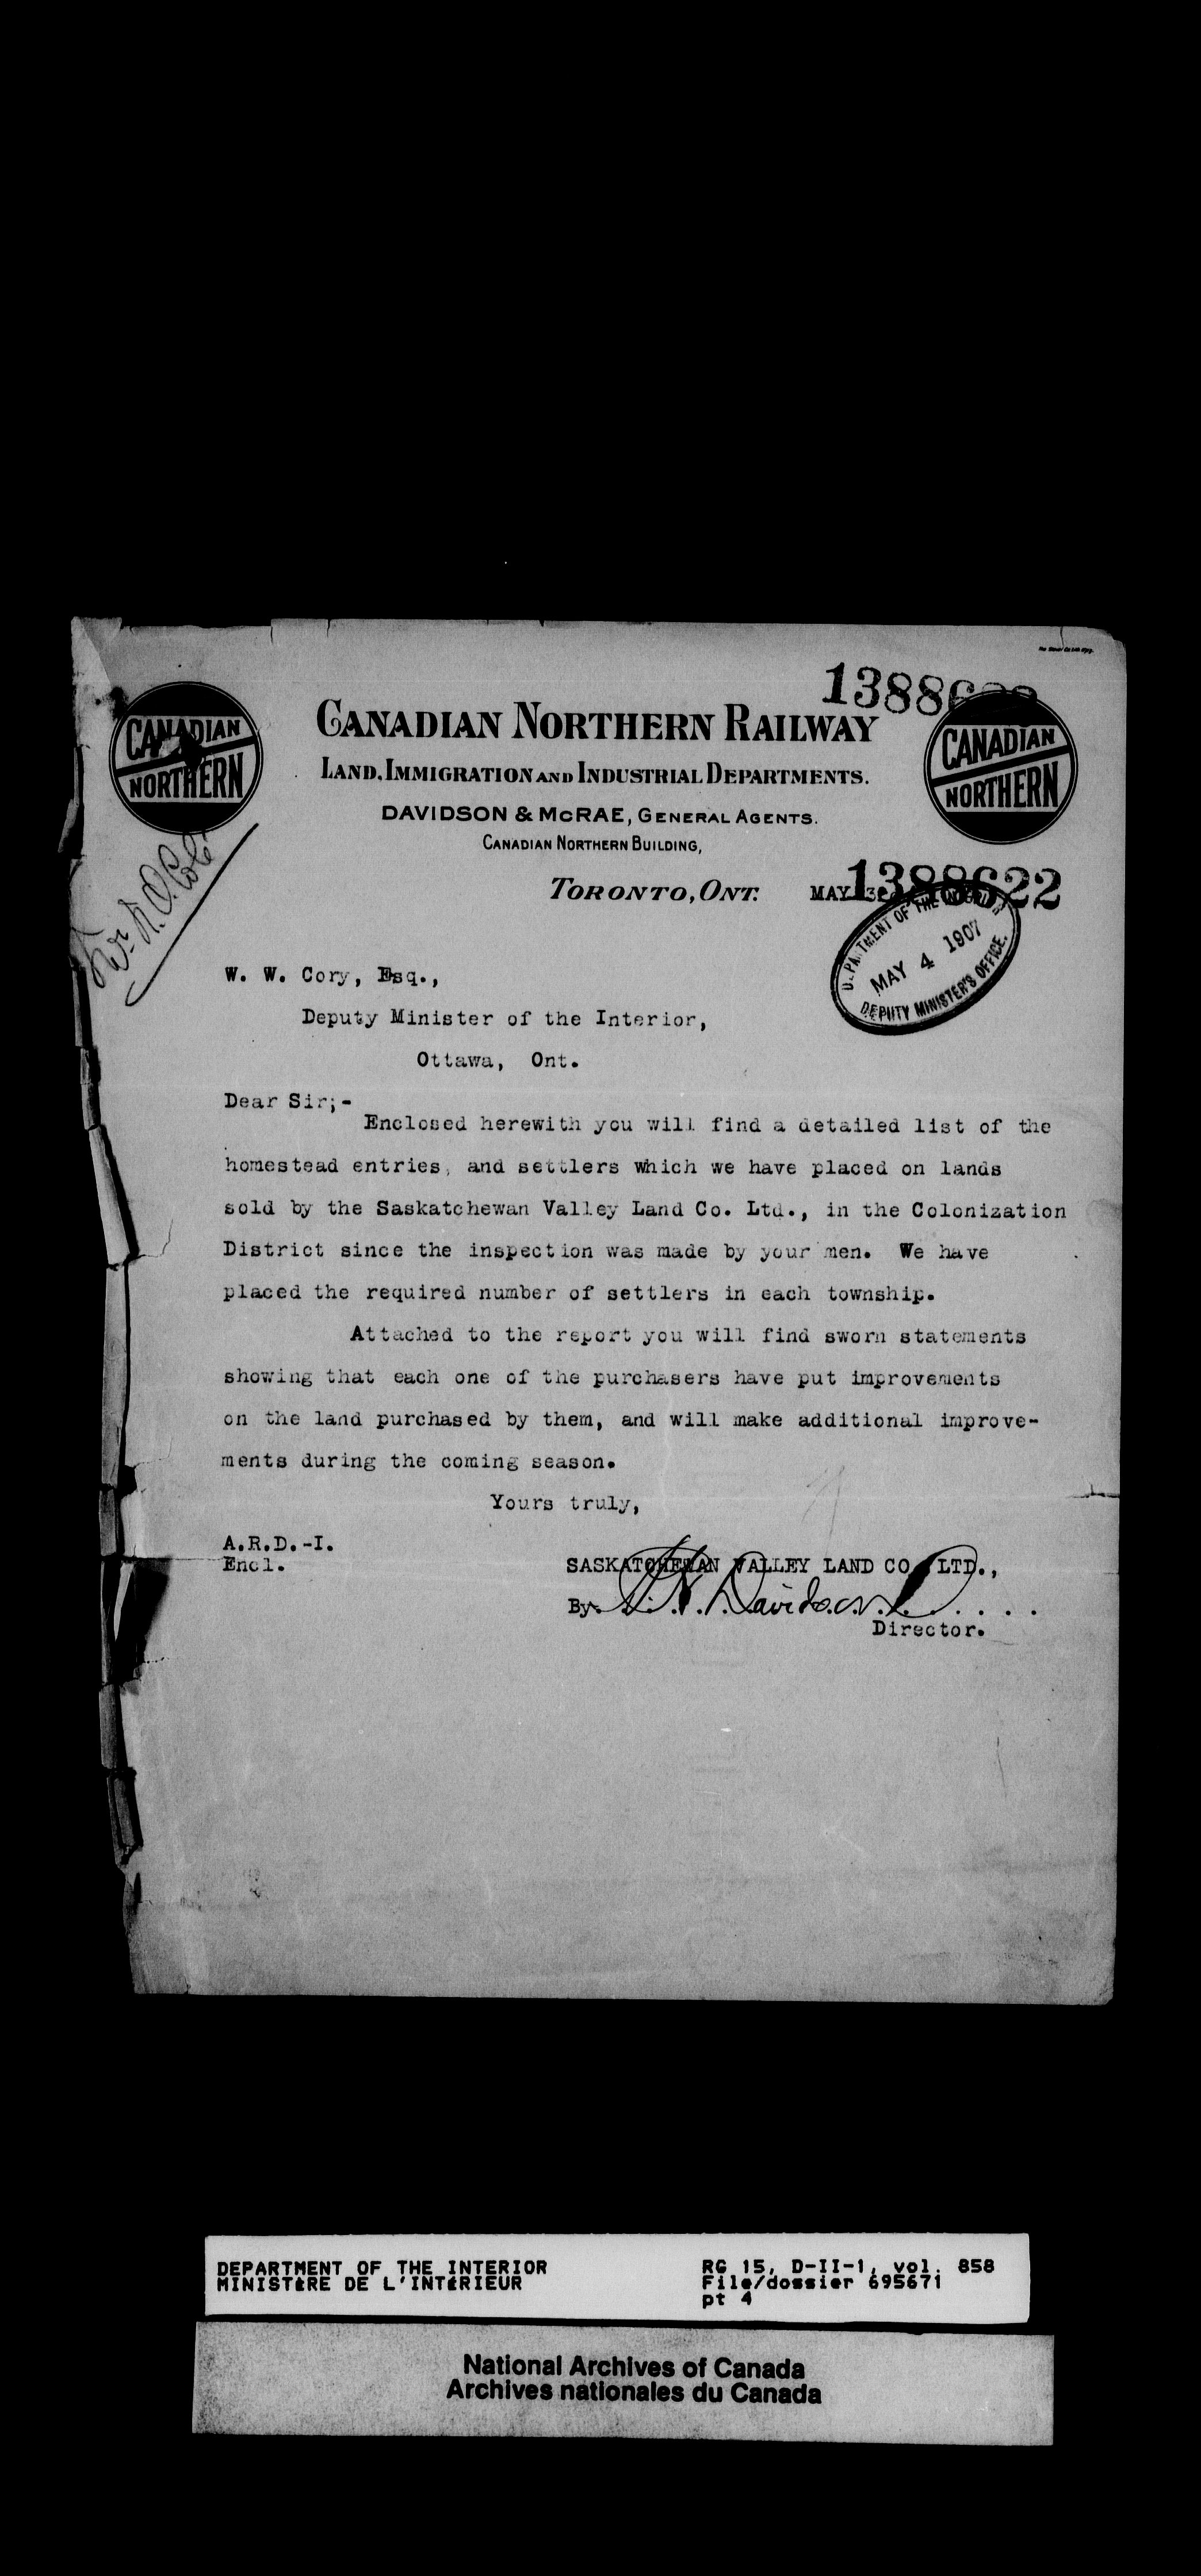 1388622
CANADIAN NORTHERN
CANADIAN NORTHERN RAILWAY
LAND, IMMIGRATION AND INDUSTRIAL DEPARTMENTS.
DAVIDSON & MCRAE, GENERAL AGENTS.
CANADIAN NORTHERN BUILDING,
CANADIAN NORTHERN
TORONTO, ONT. MAY 1388622
DEPARTMENT OF THE INTERIOR
MAY 4 1907
DEPUTY MINISTER'S OFFICE.
W. W. Cory, Esq.,
Deputy Minister of the Interior,
Ottawa, Ont.
Dear Sir;-
Enclosed herewith you will find a detailed list of the
homestead entries, and settlers which we have placed on lands
sold by the Saskatchewan Valley Land Co. Ltd., in the Colonization
District since the inspection was made by your men. We have
placed the required number of settlers in each township.
Attached to the report you will find sworn statements
showing that each one of the purchasers have put improvements
on the land purchased by them, and will make additional improve-
ments during the coming season.
Yours truly,
A.R.D.-I.
Encl.
SASKATCHEWAN VALLEY LAND CO. LTD.,
By. Davidson
Director.
DEPARTMENT OF THE INTERIOR
MINISTÈRE DE L'INTÉRIEUR
RG 15, D-II-1, vol. 858
File/dossier 695671
pt 4
National Archives of Canada
Archives nationales du Canada